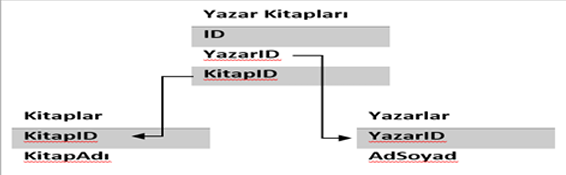 Yazar Kitapları
ID
YazarID
KitapID
Kitaplar
KitapID
KitapAdı
Yazarlar
YazarID
AdSoyad